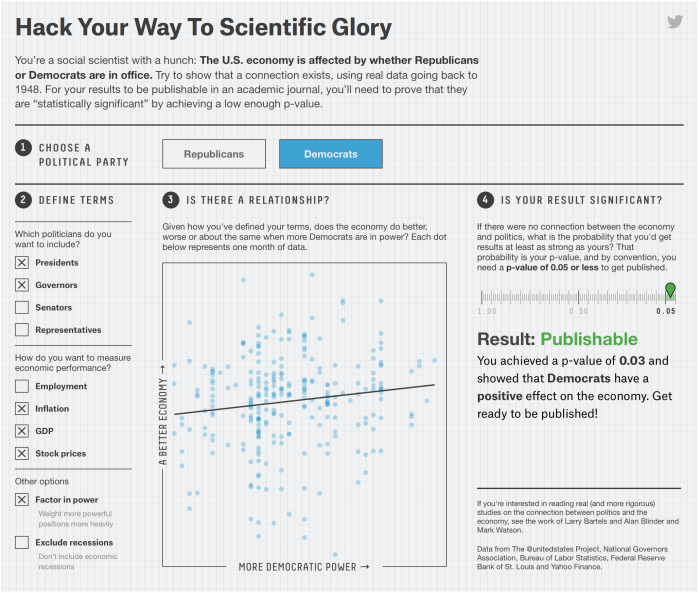 Hack Your Way To Scientific Glory
You're a social scientist with a hunch: The U.S. economy is affected by whether Republicans
or Democrats are in office. Try to show that a connection exists, using real data going back to
1948. For your results to be publishable in an academic journal, you'll need to prove that they
are “statistically significant” by achieving a low enough p-value.
1 CHOOSE A
POLITICAL PARTY
Republicans
Democrats
2 DEFINE TERMS
Which politicians do you
want to include?
Presidents
Governors
Senators
Representatives
How do you want to measure
economic performance?
Employment
Inflation
GDP
Stock prices
Other options
Factor in power
Weight more powerful
positions more heavily
Exclude recessions
Don't include economic
recessions
3 IS THERE A RELATIONSHIP?
Given how you've defined your terms, does the economy do better,
worse or about the same when more Democrats are in power? Each dot
below represents one month of data.
A BETTER ECONOMY →
MORE DEMOCRATIC POWER →
4 IS YOUR RESULT SIGNIFICANT?
If there were no connection between the economy
and politics, what is the probability that you'd get
results at least as strong as yours? That
probability is your p-value, and by convention, you
need a p-value of 0.05 or less to get published.
1.00 0.50 0.05
Result: Publishable
You achieved a p-value of 0.03 and
showed that Democrats have a
positive effect on the economy. Get
ready to be published!
If you're interested in reading real (and more rigorous)
studies on the connection between politics and the
economy, see the work of Larry Bartels and Alan Blinder and
Mark Watson.
Data from The @unitedstates Project, National Governors
Association, Bureau of Labor Statistics, Federal Reserve
Bank of St. Louis and Yahoo Finance.